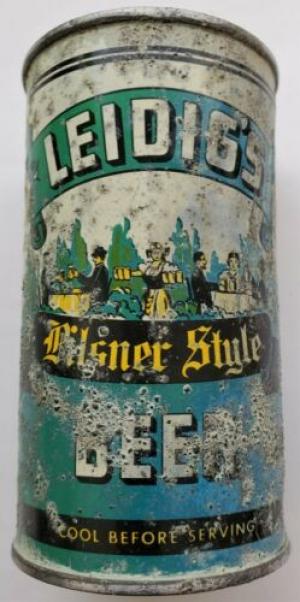 LEIDIG'S
Pilsner Style
BEER
COOL BEFORE SERVING